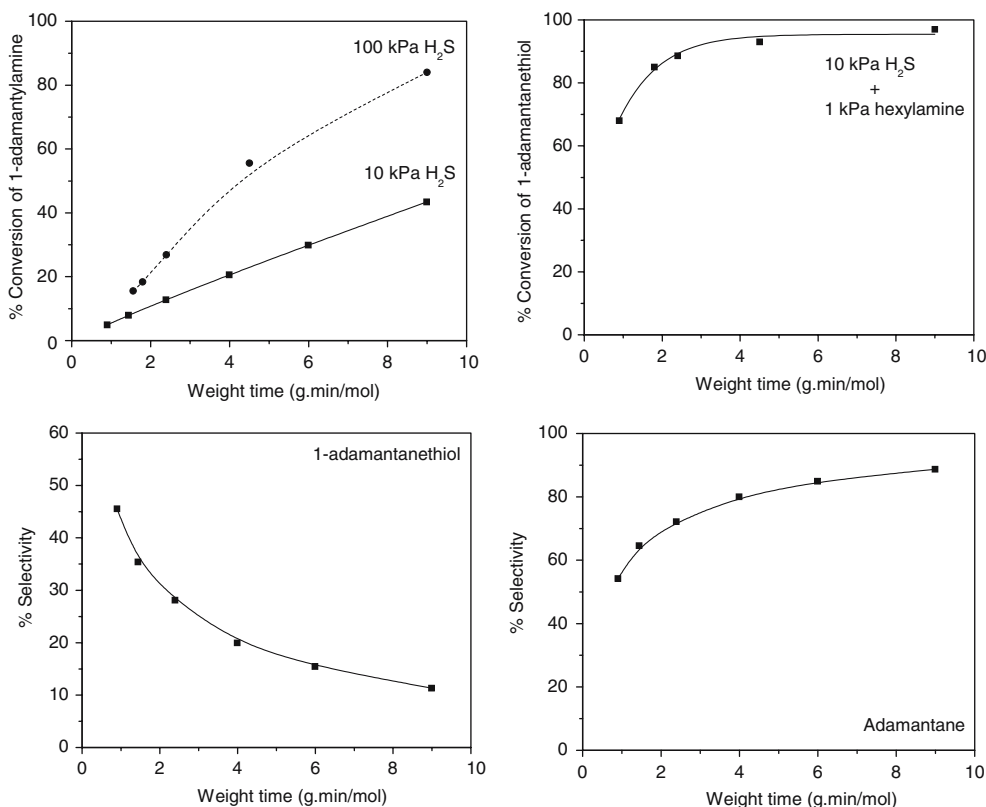 100
80
60
40
20
0
0 2 4 6 8 10
% Conversion of 1-adamantylamine
Weight time (g.min/mol)
100 kPa H₂S
10 kPa H₂S
100
80
60
40
20
0
0 2 4 6 8 10
% Conversion of 1-adamantanethiol
Weight time (g.min/mol)
10 kPa H₂S
+
1 kPa hexylamine
60
50
40
30
20
10
0
0 2 4 6 8 10
% Selectivity
Weight time (g.min/mol)
1-adamantanethiol
100
80
60
40
20
0
0 2 4 6 8 10
% Selectivity
Weight time (g.min/mol)
Adamantane